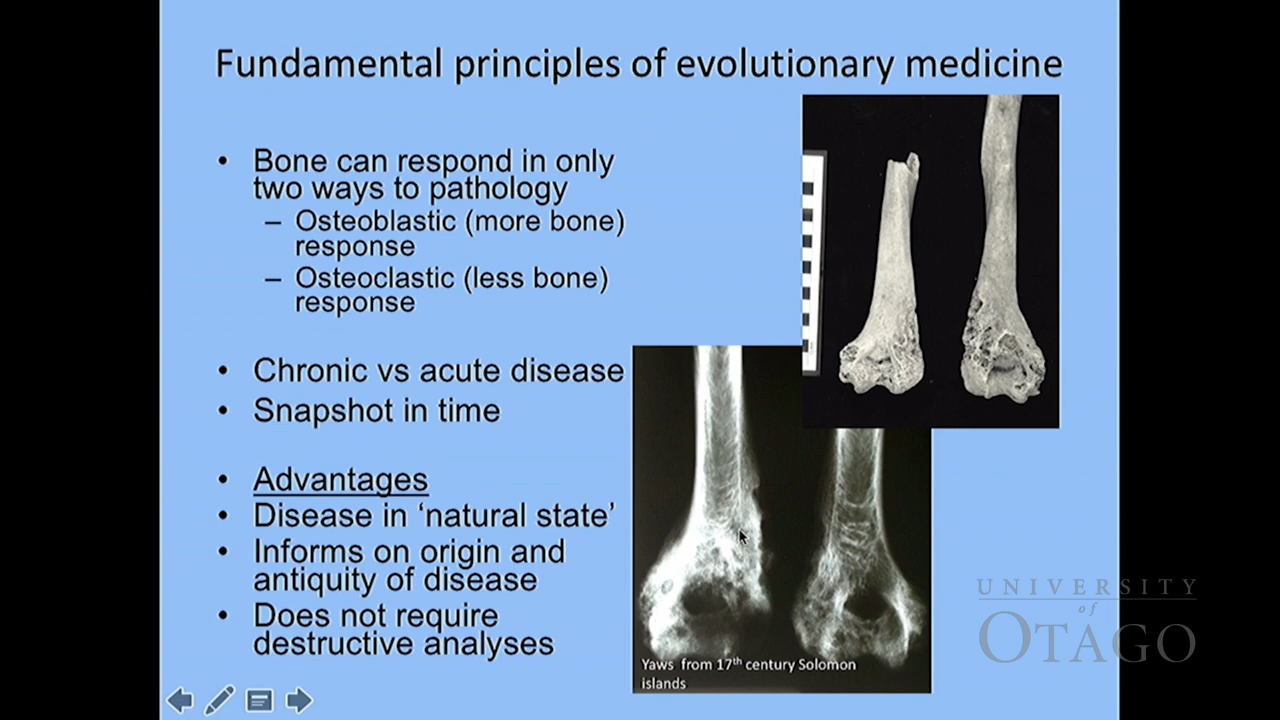 Fundamental principles of evolutionary medicine
• Bone can respond in only
two ways to pathology
– Osteoblastic (more bone)
response
– Osteoclastic (less bone)
response
• Chronic vs acute disease
• Snapshot in time
• Advantages
• Disease in ‘natural state’
• Informs on origin and
antiquity of disease
• Does not require
destructive analyses
Yaws from 17th century Solomon
islands
UNIVERSITY
of
OTAGO